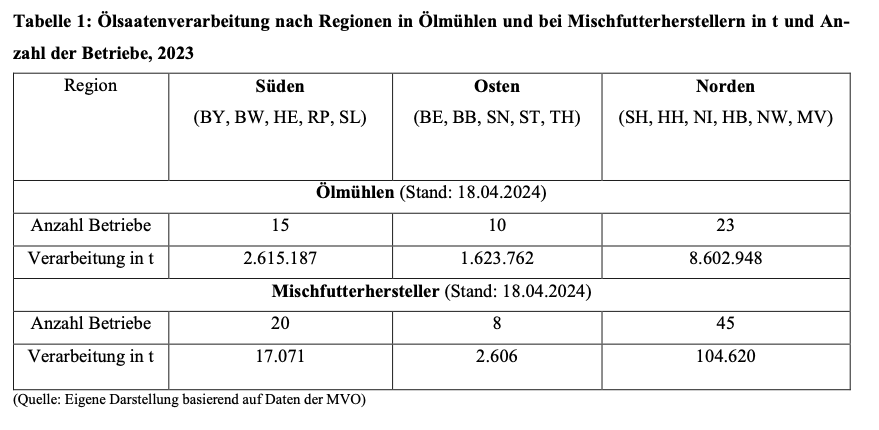 Tabelle 1: Ölsaatenverarbeitung nach Regionen in Ölmühlen und bei Mischfutterherstellern in t und An-
zahl der Betriebe, 2023
Region Süden Osten Norden
(BY, BW, HE, RP, SL) (BE, BB, SN, ST, TH) (SH, HH, NI, HB, NW, MV)
Ölmühlen (Stand: 18.04.2024)
Anzahl Betriebe 15 10 23
Verarbeitung in t 2.615.187 1.623.762 8.602.948
Mischfutterhersteller (Stand: 18.04.2024)
Anzahl Betriebe 20 8 45
Verarbeitung in t 17.071 2.606 104.620
(Quelle: Eigene Darstellung basierend auf Daten der MVO)